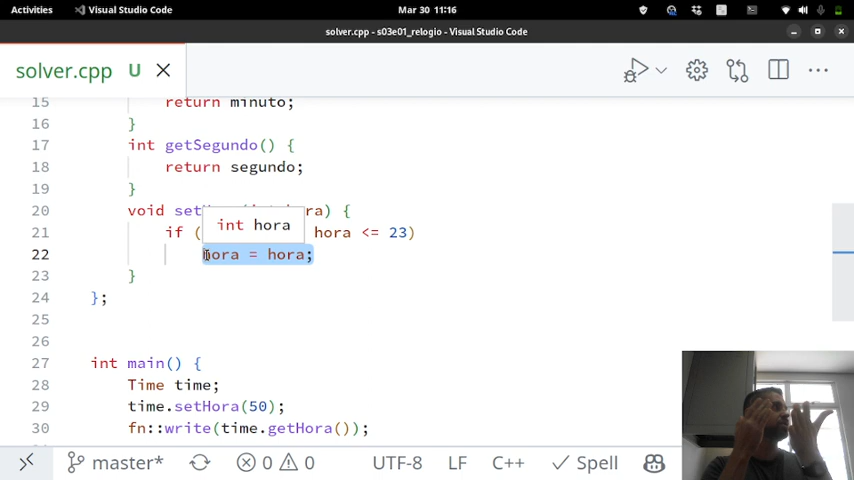 Activities Visual Studio Code Mar 30 11:16
solver.cpp - s03e01_relogio - Visual Studio Code
solver.cpp U
15 return minuto;
16 }
17 int getSegundo() {
18 return segundo;
19 }
20 void hora) {
int hora
21 if ( hora <= 23)
22 hora = hora;
23 }
24 };
25
26
27 int main() {
28 Time time;
29 time.setHora(50);
30 fn::write(time.getHora());
master* 0 0 UTF-8 LF C++ Spell